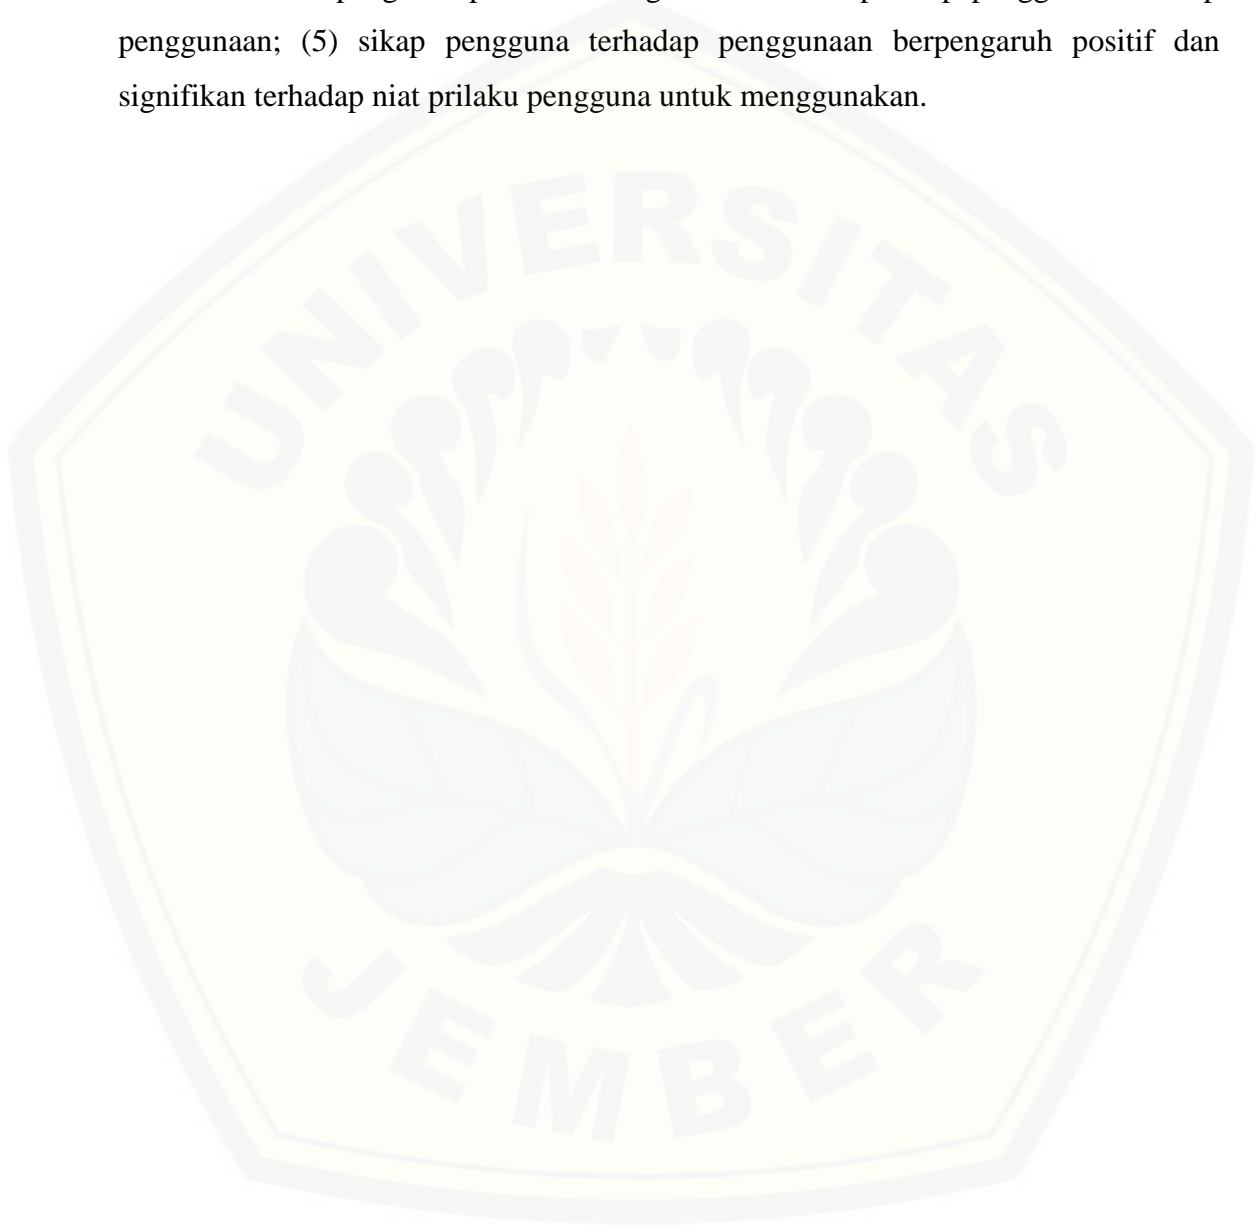 penggunaan; (5) sikap pengguna terhadap penggunaan berpengaruh positif dan
signifikan terhadap niat prilaku pengguna untuk menggunakan.
UNIVERSITAS
JEMBER